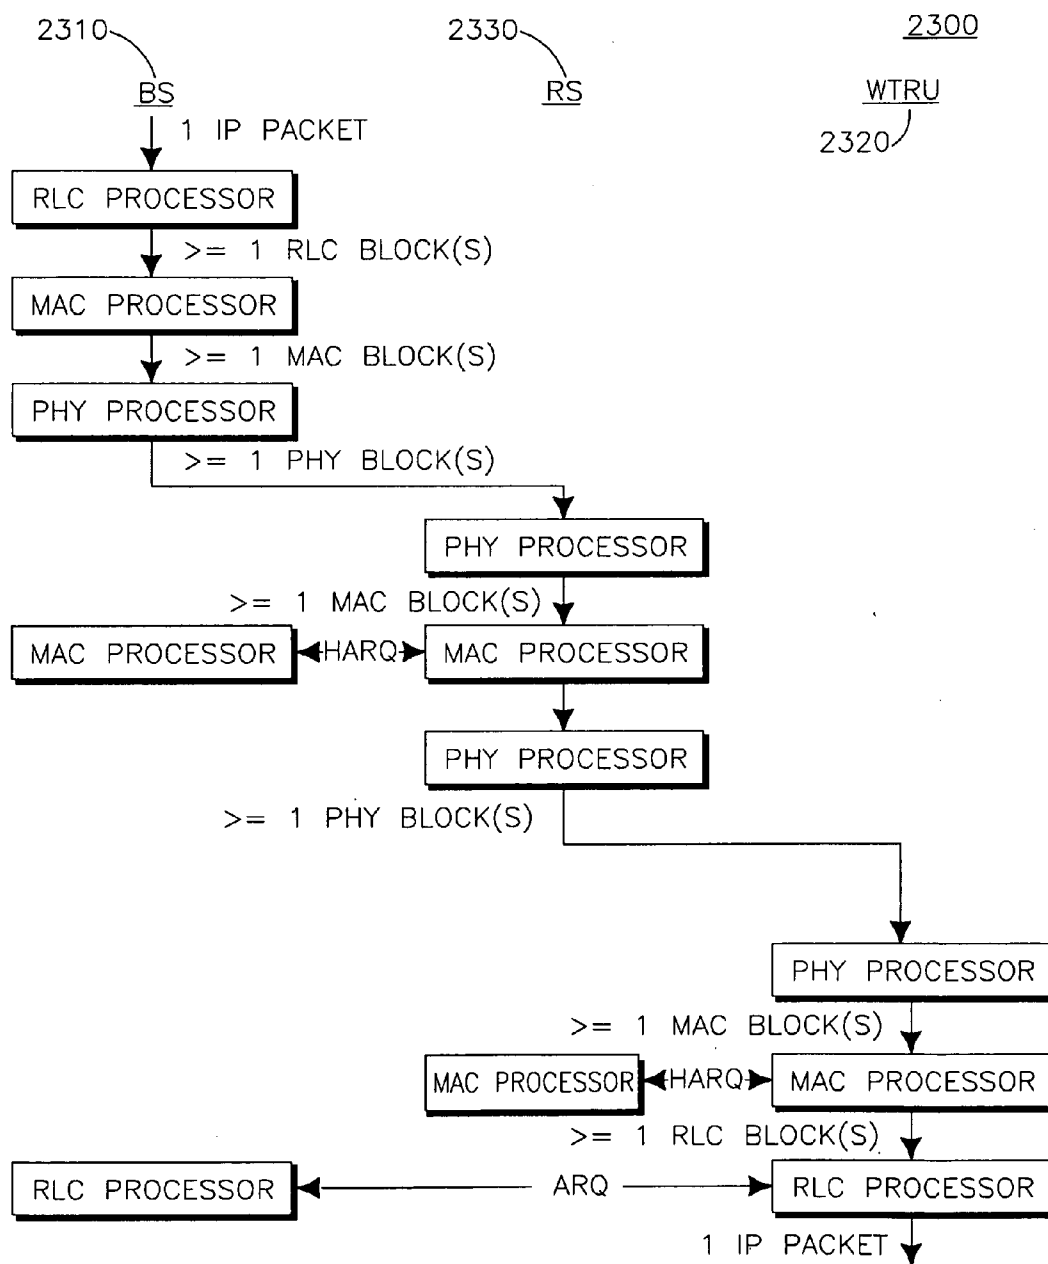 2310
2330
2300
BS
RS
WTRU
2320
1 IP PACKET
RLC PROCESSOR
>= 1 RLC BLOCK(S)
MAC PROCESSOR
>= 1 MAC BLOCK(S)
PHY PROCESSOR
>= 1 PHY BLOCK(S)
PHY PROCESSOR
>= 1 MAC BLOCK(S)
MAC PROCESSOR
HARQ
MAC PROCESSOR
PHY PROCESSOR
>= 1 PHY BLOCK(S)
PHY PROCESSOR
>= 1 MAC BLOCK(S)
MAC PROCESSOR
HARQ
MAC PROCESSOR
>= 1 RLC BLOCK(S)
RLC PROCESSOR
ARQ
RLC PROCESSOR
1 IP PACKET